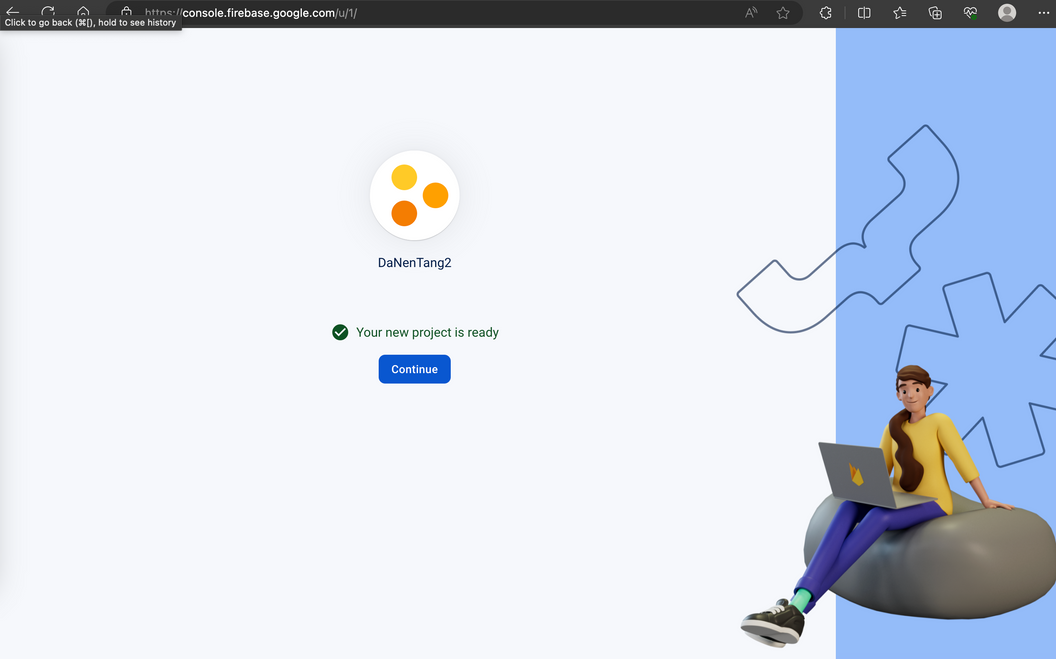 https://console.firebase.google.com/u/1/
Click to go back (⌘[), hold to see history
DaNenTang2
Your new project is ready
Continue